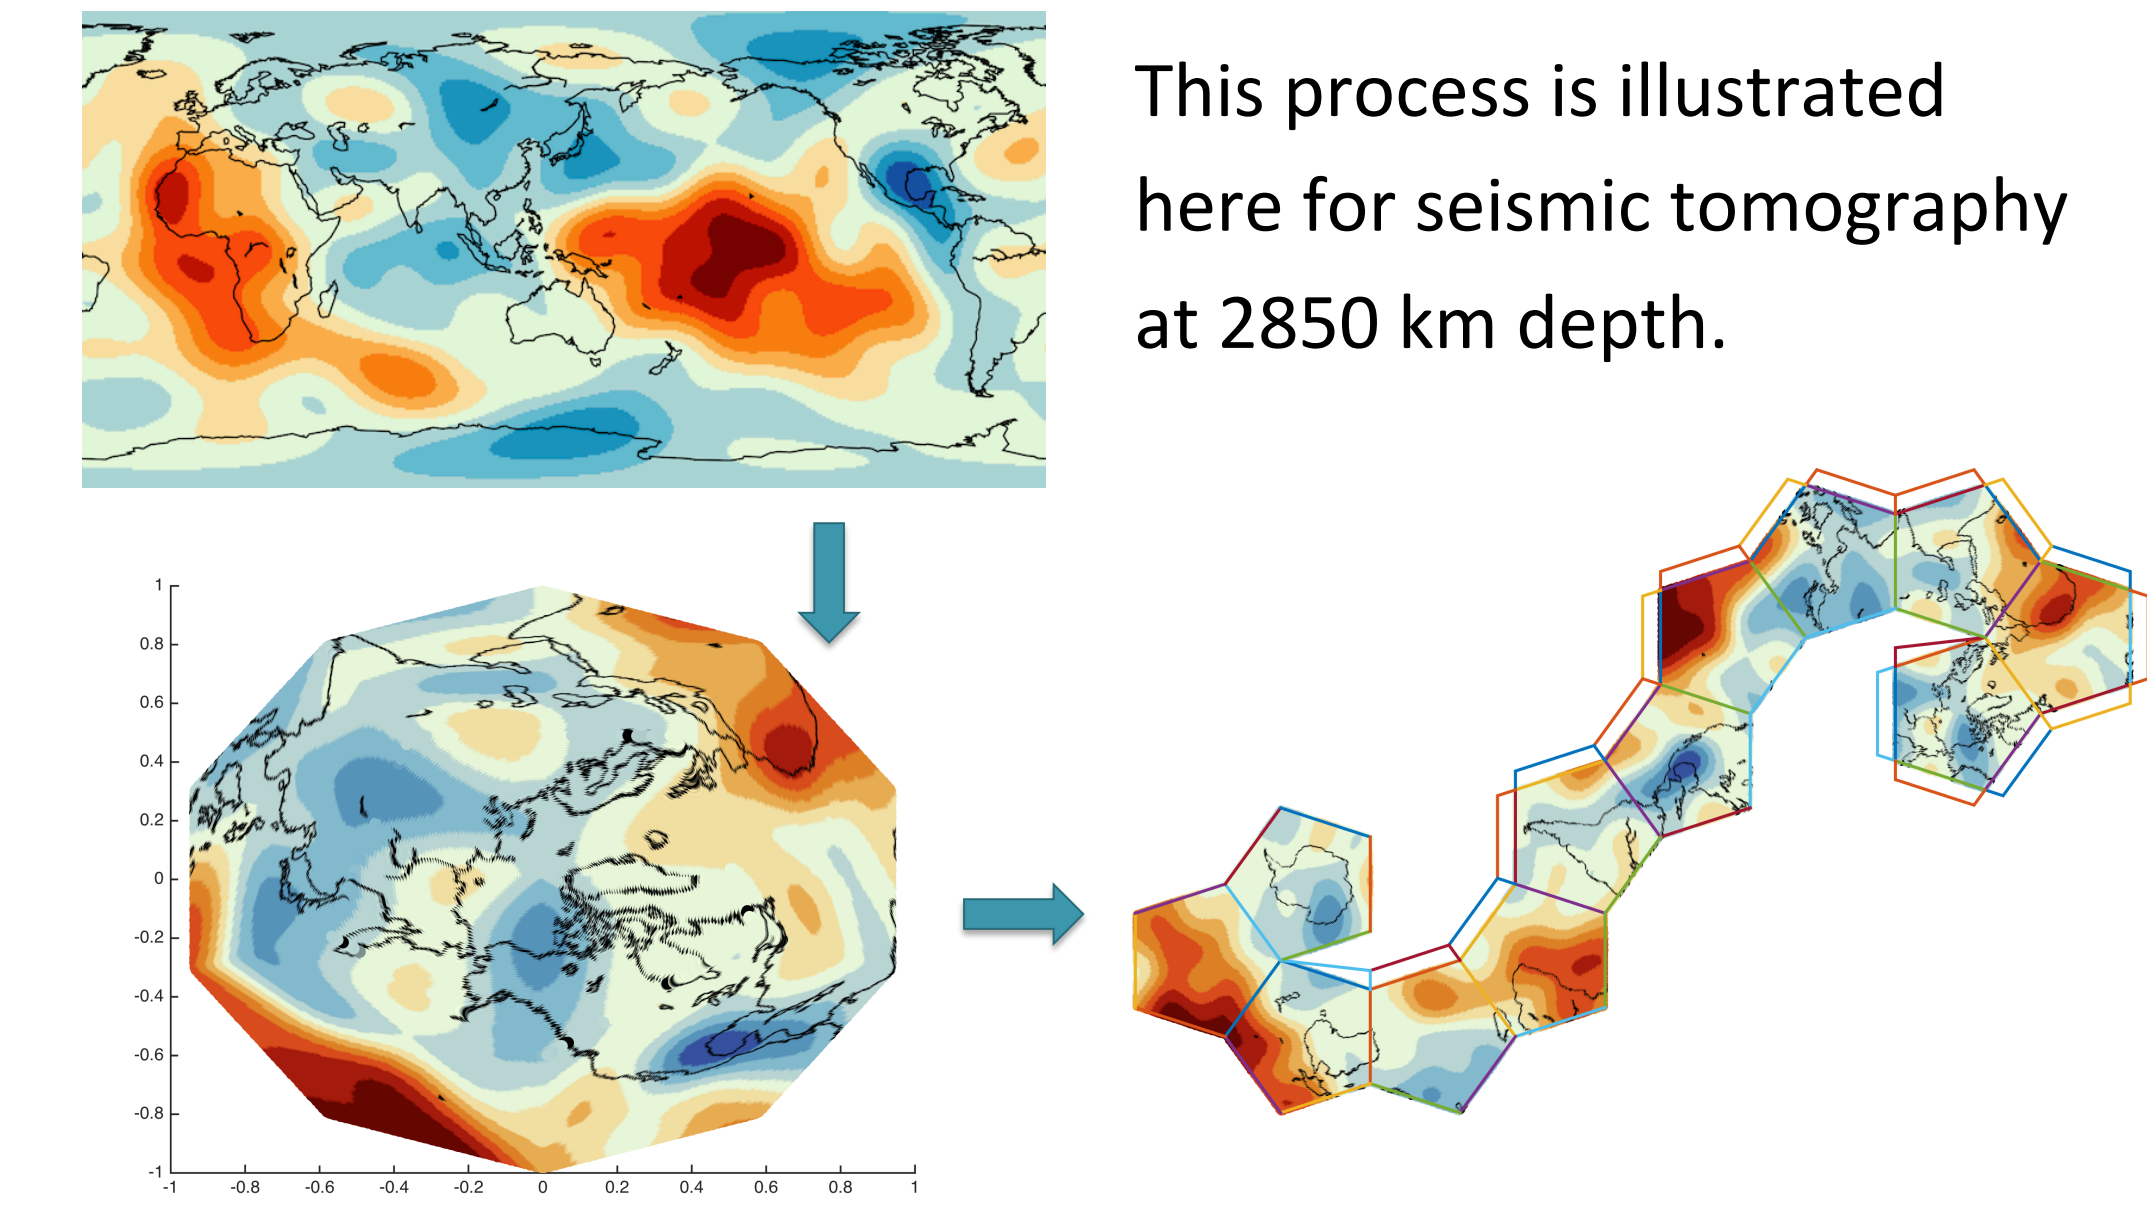 This process is illustrated
here for seismic tomography
at 2850 km depth.
1
0.8
0.6
0.4
0.2
0
-0.2
-0.4
-0.6
-0.8
-1
-1 -0.8 -0.6 -0.4 -0.2 0 0.2 0.4 0.6 0.8 1